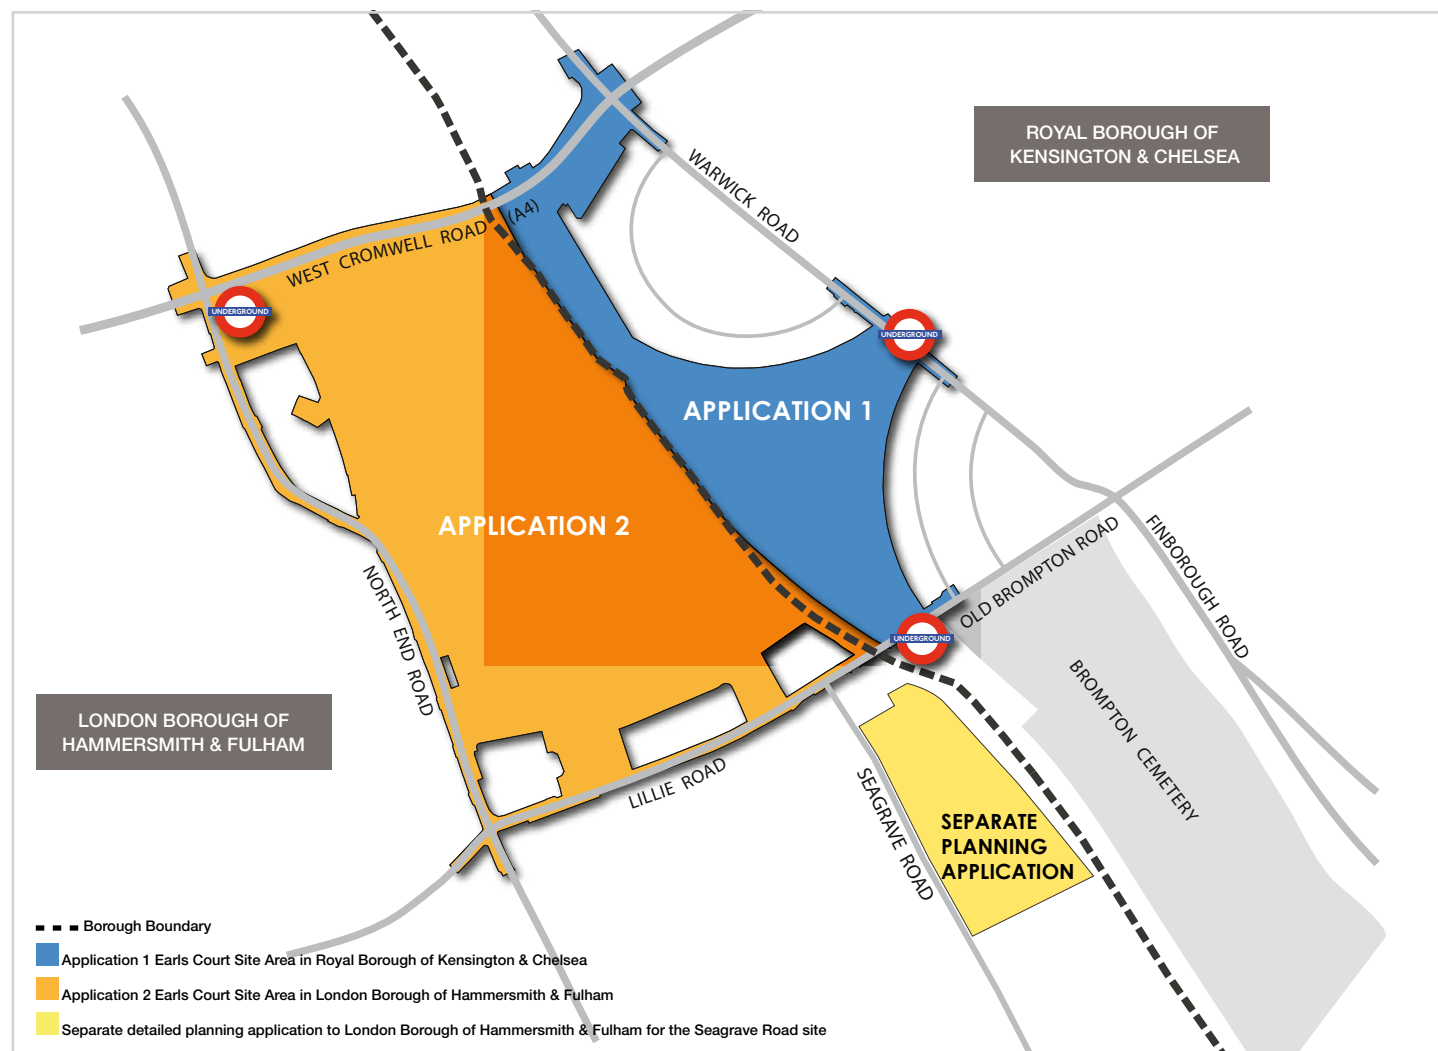 ROYAL BOROUGH OF
KENSINGTON & CHELSEA
WARWICK ROAD
(A4)
WEST CROMWELL ROAD
UNDERGROUND
UNDERGROUND
APPLICATION 1
APPLICATION 2
FINBOROUGH ROAD
OLD BROMPTON ROAD
NORTH END ROAD
UNDERGROUND
BROMPTON CEMETERY
LONDON BOROUGH OF
HAMMERSMITH & FULHAM
LILLIE ROAD
SEAGRAVE ROAD
SEPARATE
PLANNING
APPLICATION
Borough Boundary
Application 1 Earls Court Site Area in Royal Borough of Kensington & Chelsea
Application 2 Earls Court Site Area in London Borough of Hammersmith & Fulham
Separate detailed planning application to London Borough of Hammersmith & Fulham for the Seagrave Road site